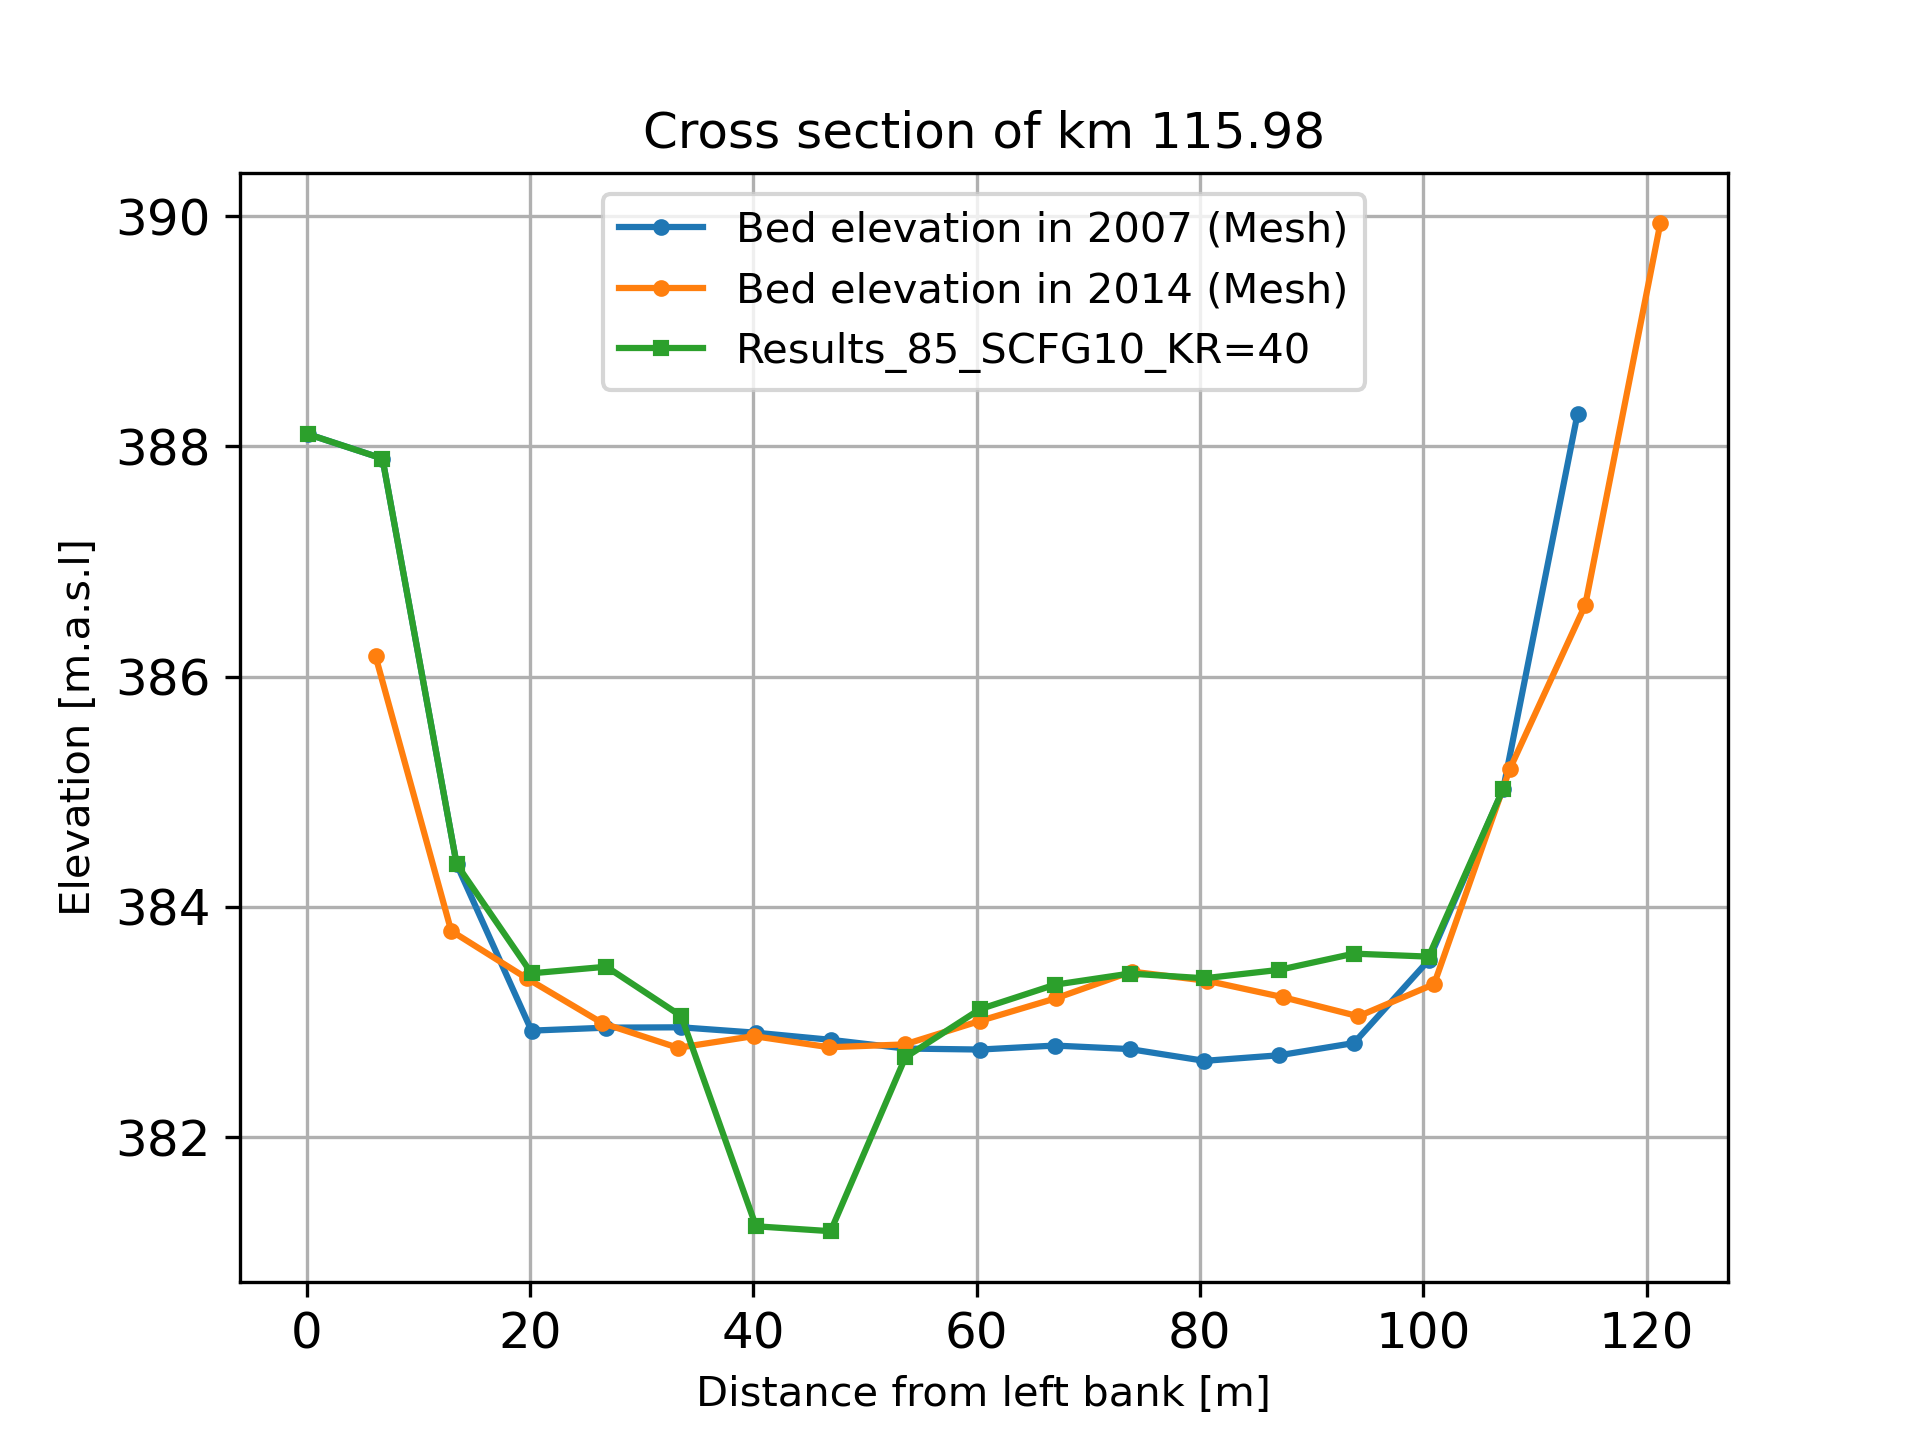 Cross section of km 115.98
Bed elevation in 2007 (Mesh)
Bed elevation in 2014 (Mesh)
Results_85_SCFG10_KR=40
390
388
386
384
382
Elevation [m.a.s.l]
0 20 40 60 80 100 120
Distance from left bank [m]